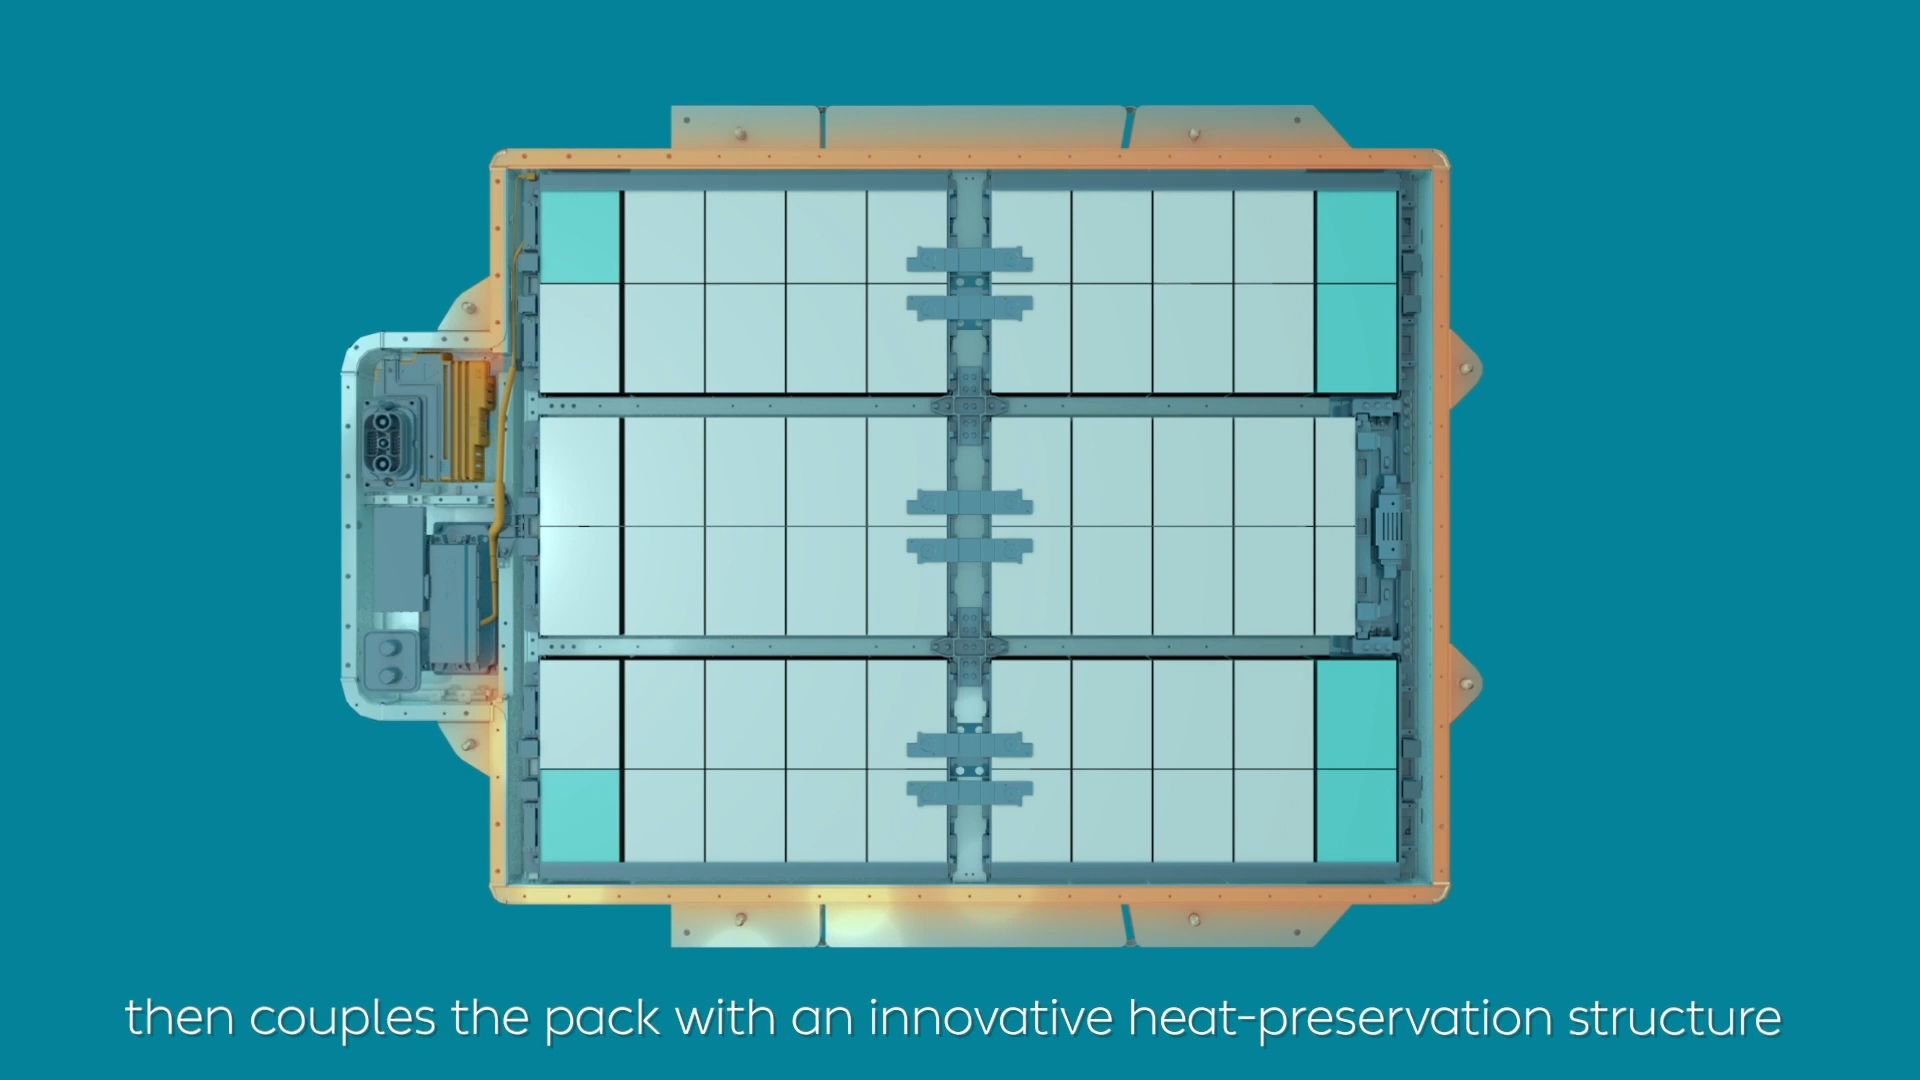 then couples the pack with an innovative heat-preservation structure